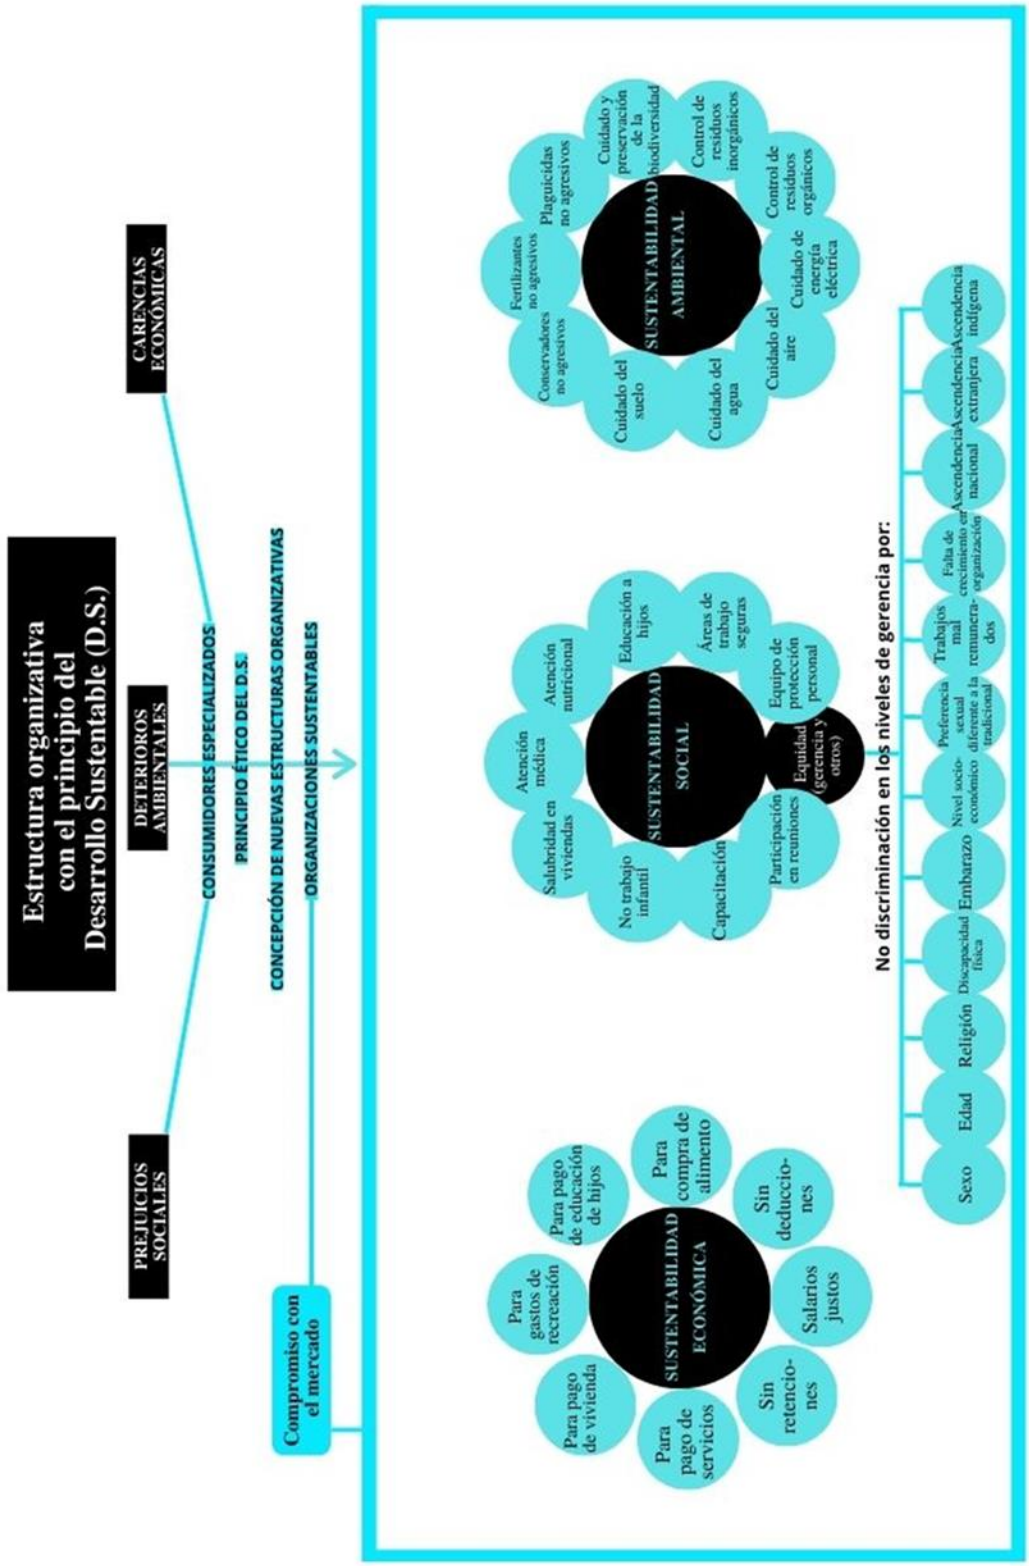 Estructura organizativa
con el principio del
Desarrollo Sustentable (D.S.)
PREJUICIOS
SOCIALES
DETERIOROS
AMBIENTALES
CARENCIAS
ECONÓMICAS
CONSUMIDORES ESPECIALIZADOS
PRINCIPIO ÉTICO DEL D.S.
CONCEPCIÓN DE NUEVAS ESTRUCTURAS ORGANIZATIVAS
ORGANIZACIONES SUSTENTABLES
Compromiso con
el mercado
SUSTENTABILIDAD
ECONÓMICA
Para
gastos de
recreación
Para pago
de educación
de hijos
Para
compra de
alimento
Sin
deduccio-
nes
Salarios
justos
Sin
retencio-
nes
Para
pago de
servicios
Para pago
de vivienda
SUSTENTABILIDAD
SOCIAL
Atención
médica
Atención
nutricional
Educación a
hijos
Áreas de
trabajo
seguras
Equipo de
protección
personal
Equidad
(gerencia y
otros)
Participación
en reuniones
Capacitación
No trabajo
infantil
Salubridad en
viviendas
SUSTENTABILIDAD
AMBIENTAL
Fertilizantes
no agresivos
Plaguicidas
no agresivos
Cuidado y
preservación
de la
biodiversidad
Control de
residuos
inorgánicos
Control de
residuos
orgánicos
Cuidado de
energía
eléctrica
Cuidado del
aire
Cuidado del
agua
Cuidado del
suelo
Conservadores
no agresivos
No discriminación en los niveles de gerencia por:
Sexo
Edad
Religión
Discapacidad
física
Embarazo
Nivel socio-
económico
Preferencia
sexual
diferente a la
tradicional
Trabajos
mal
remunera-
dos
Falta de
crecimiento en
organización
Ascendencia
nacional
Ascendencia
extranjera
Ascendencia
indígena